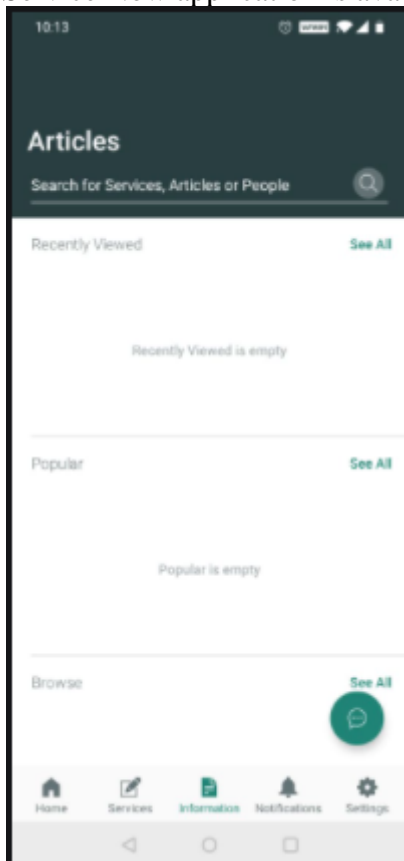 10:13
Articles
Search for Services, Articles or People
Recently Viewed
See All
Recently Viewed is empty
Popular
See All
Popular is empty
Browse
See All
Home
Services
Information
Notifications
Settings